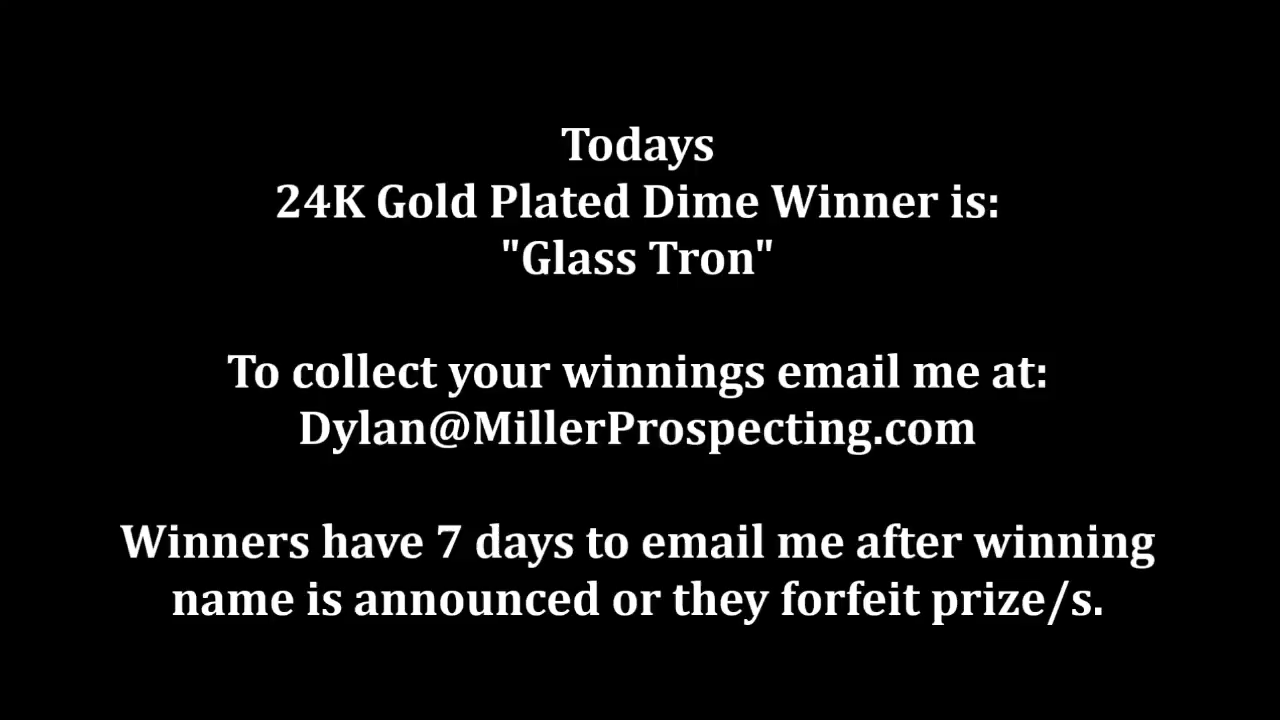 Todays
24K Gold Plated Dime Winner is:
"Glass Tron"
To collect your winnings email me at:
Dylan@MillerProspecting.com
Winners have 7 days to email me after winning
name is announced or they forfeit prize/s.